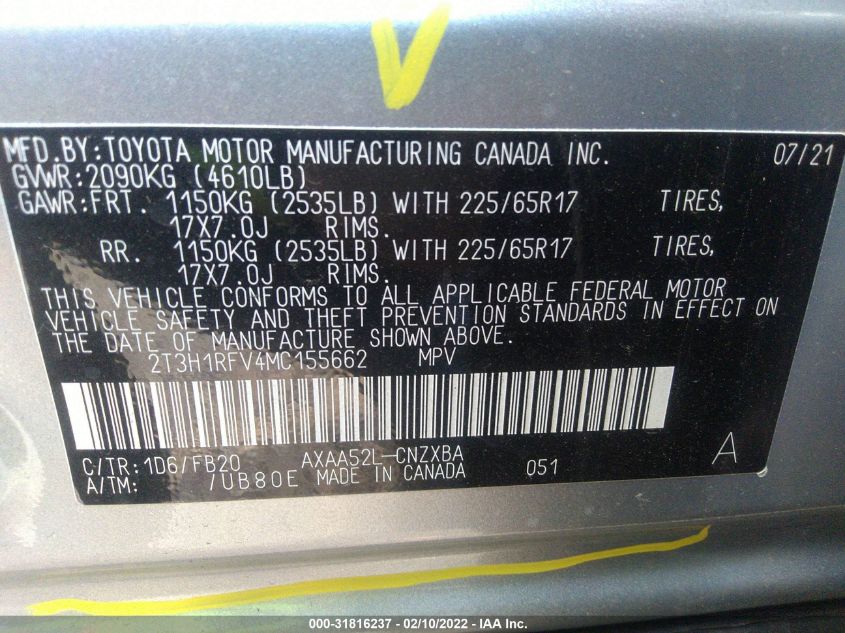 MFD.BY:TOYOTA MOTOR MANUFACTURING CANADA INC. 07/21
GVWR:2090KG (4610LB)
GAWR:FRT. 1150KG (2535LB) WITH 225/65R17 TIRES,
17X7.0J RIMS.
RR. 1150KG (2535LB) WITH 225/65R17 TIRES,
17X7.0J RIMS.
THIS VEHICLE CONFORMS TO ALL APPLICABLE FEDERAL MOTOR
VEHICLE SAFETY AND THEFT PREVENTION STANDARDS IN EFFECT ON
THE DATE OF MANUFACTURE SHOWN ABOVE.
2T3H1RFV4MC155662 MPV
C/TR:1D6/FB20 AXAA52L-CNZXBA 051 A
A/TM: /UB80E MADE IN CANADA
000-31816237 - 02/10/2022 - IAA Inc.